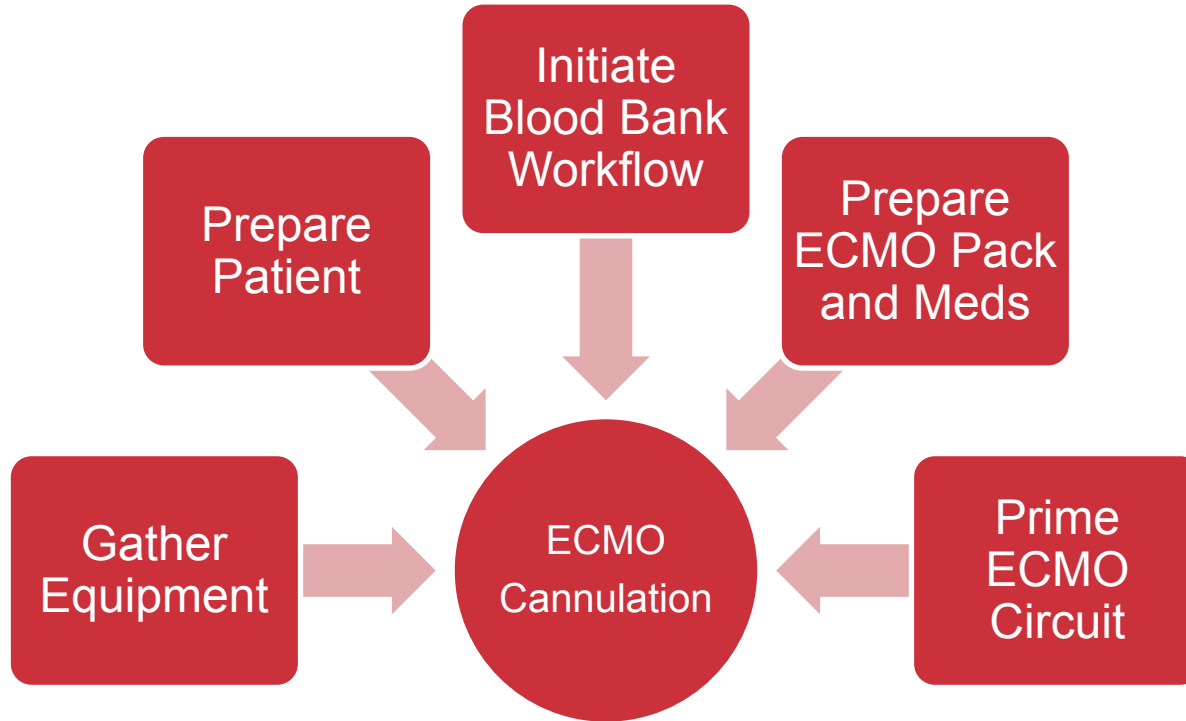 Initiate
Blood Bank
Workflow
Prepare
Patient
Prepare
ECMO Pack
and Meds
Gather
Equipment
ECMO
Cannulation
Prime
ECMO
Circuit